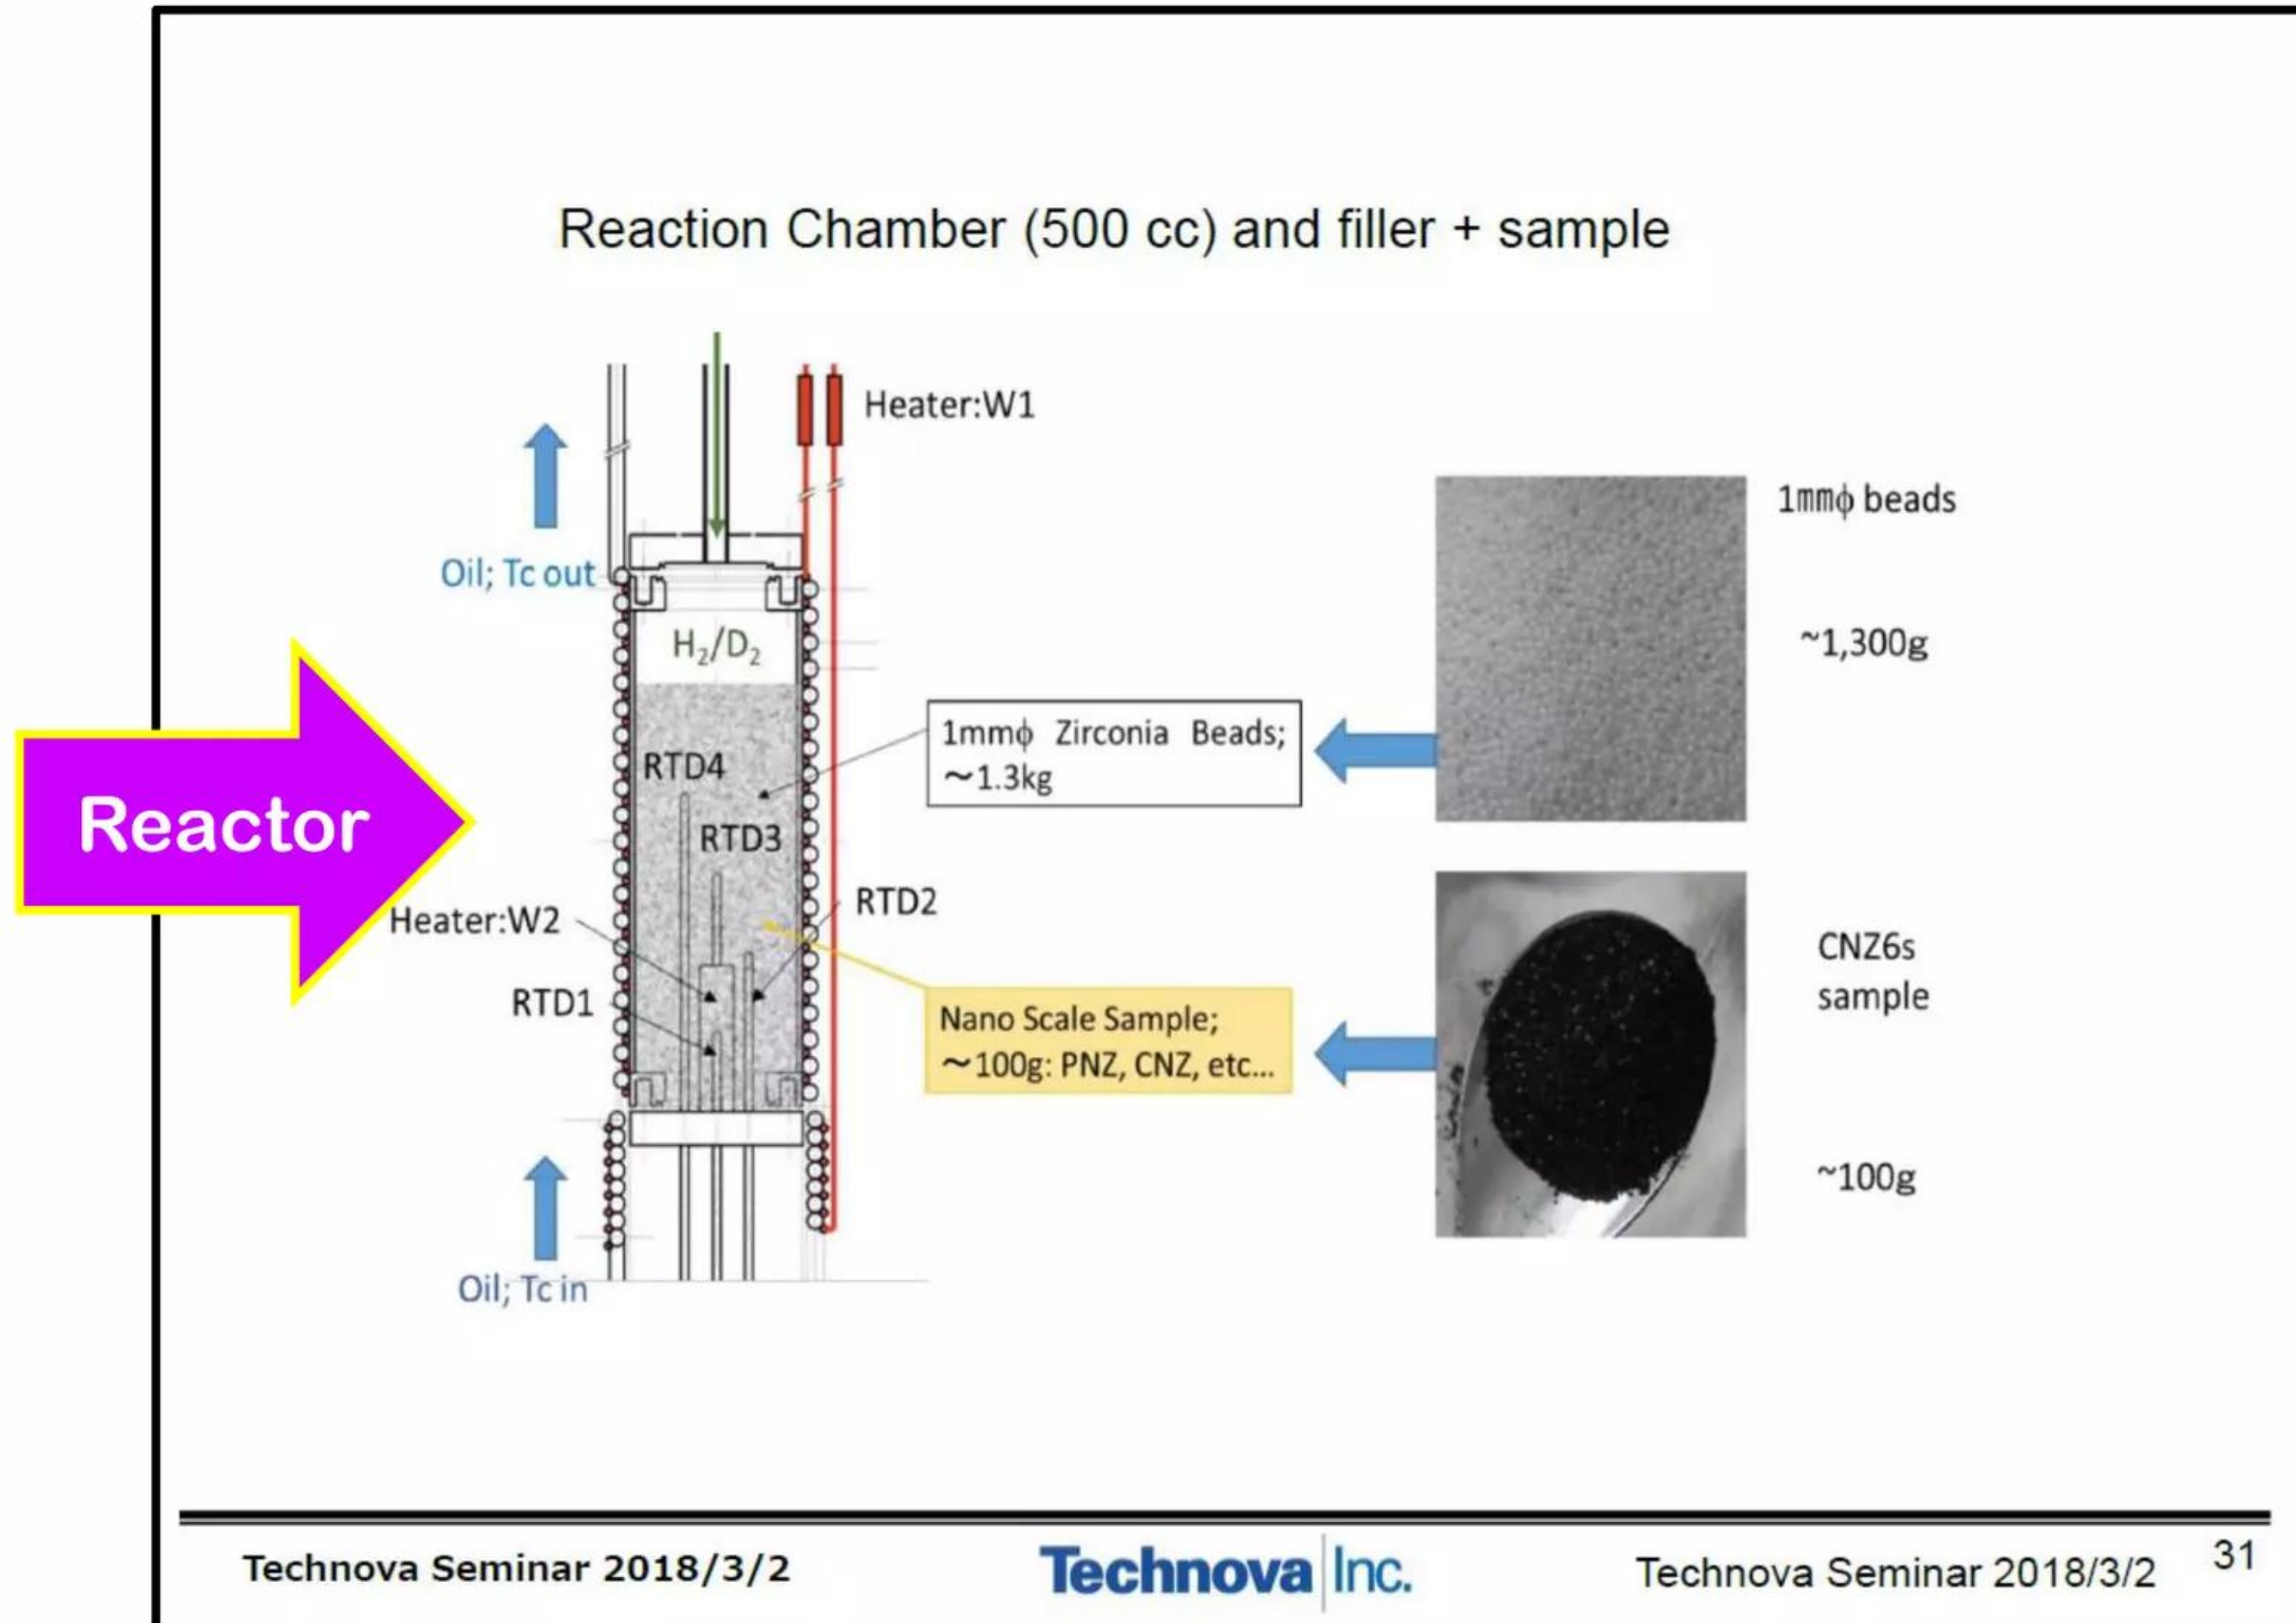 Reaction Chamber (500 cc) and filler + sample
Heater:W1
Oil; Tc out
H₂/D₂
1mmϕ beads
~1,300g
1mmϕ Zirconia Beads;
～1.3kg
RTD4
RTD3
Reactor
Heater:W2
RTD2
RTD1
CNZ6s
sample
Nano Scale Sample;
～100g: PNZ, CNZ, etc...
~100g
Oil; Tc in
Technova Seminar 2018/3/2
Technova Inc.
Technova Seminar 2018/3/2
31